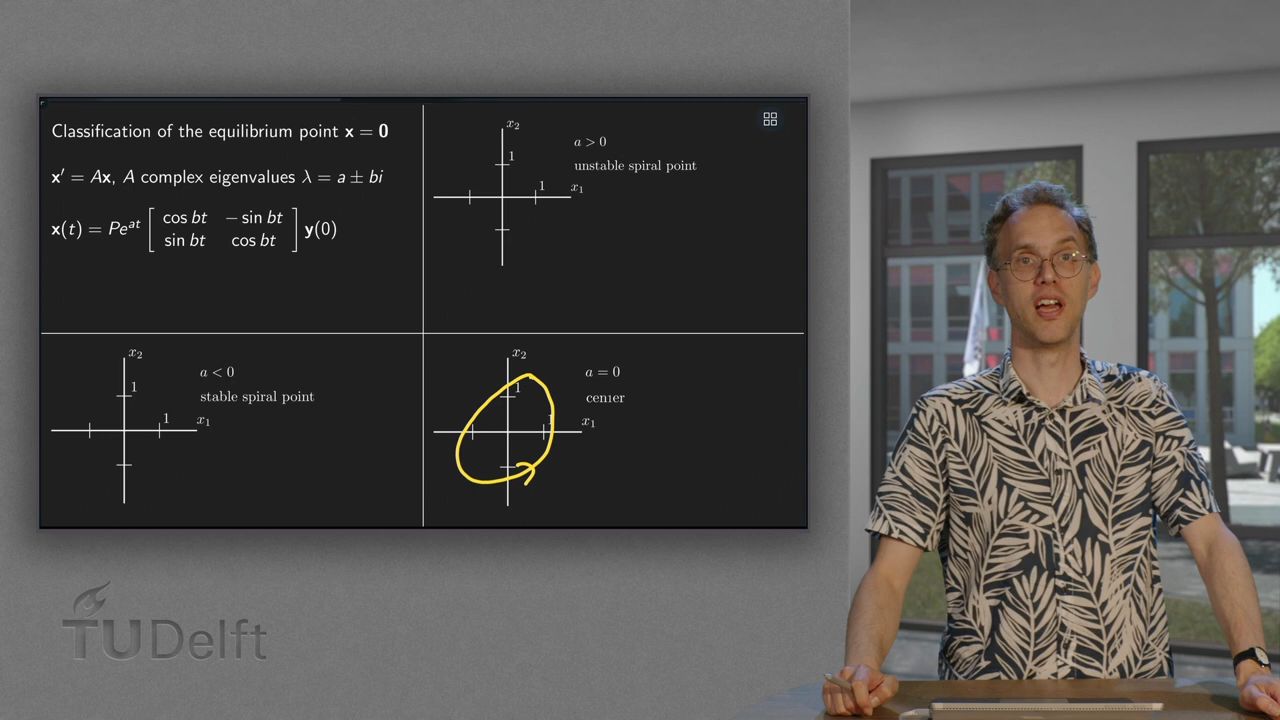 Classification of the equilibrium point x = 0
x′ = Ax, A complex eigenvalues λ = a ± bi
x(t) = Pe^{at} [ cos bt − sin bt
sin bt cos bt ] y(0)
x₂
1
1
x₁
a > 0
unstable spiral point
x₂
1
1
x₁
a < 0
stable spiral point
x₂
1
1
x₁
a = 0
center
TUDelft